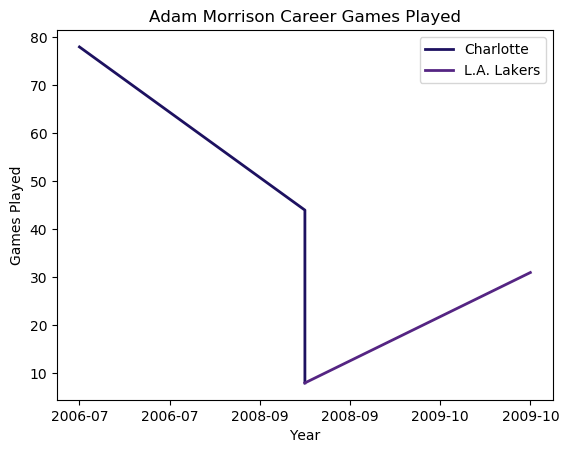 Adam Morrison Career Games Played
Charlotte
L.A. Lakers
80
70
60
50
40
30
20
10
Games Played
2006-07 2006-07 2008-09 2008-09 2009-10 2009-10
Year